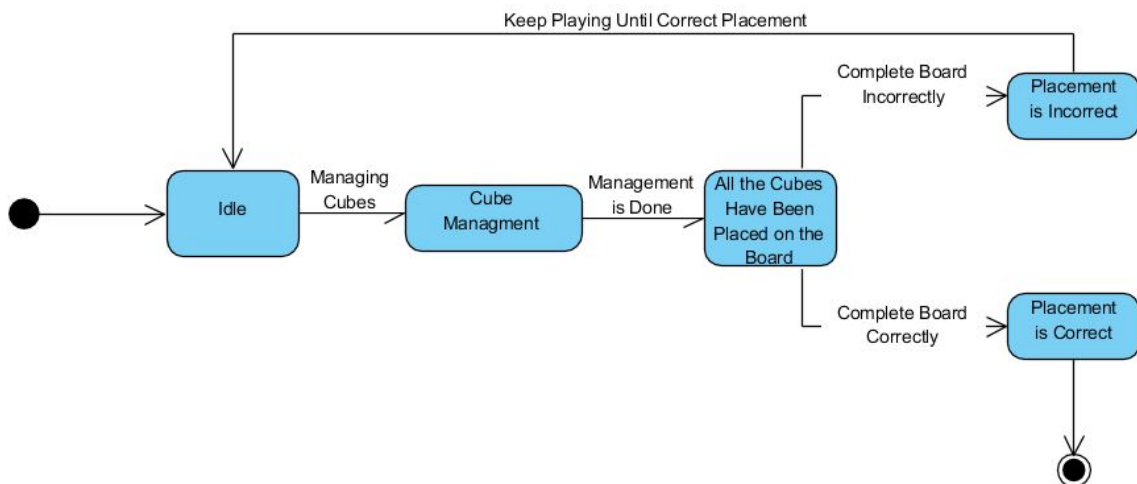 Keep Playing Until Correct Placement
Complete Board
Incorrectly
Placement
is Incorrect
Idle
Managing
Cubes
Cube
Managment
Management
is Done
All the Cubes
Have Been
Placed on the
Board
Complete Board
Correctly
Placement
is Correct